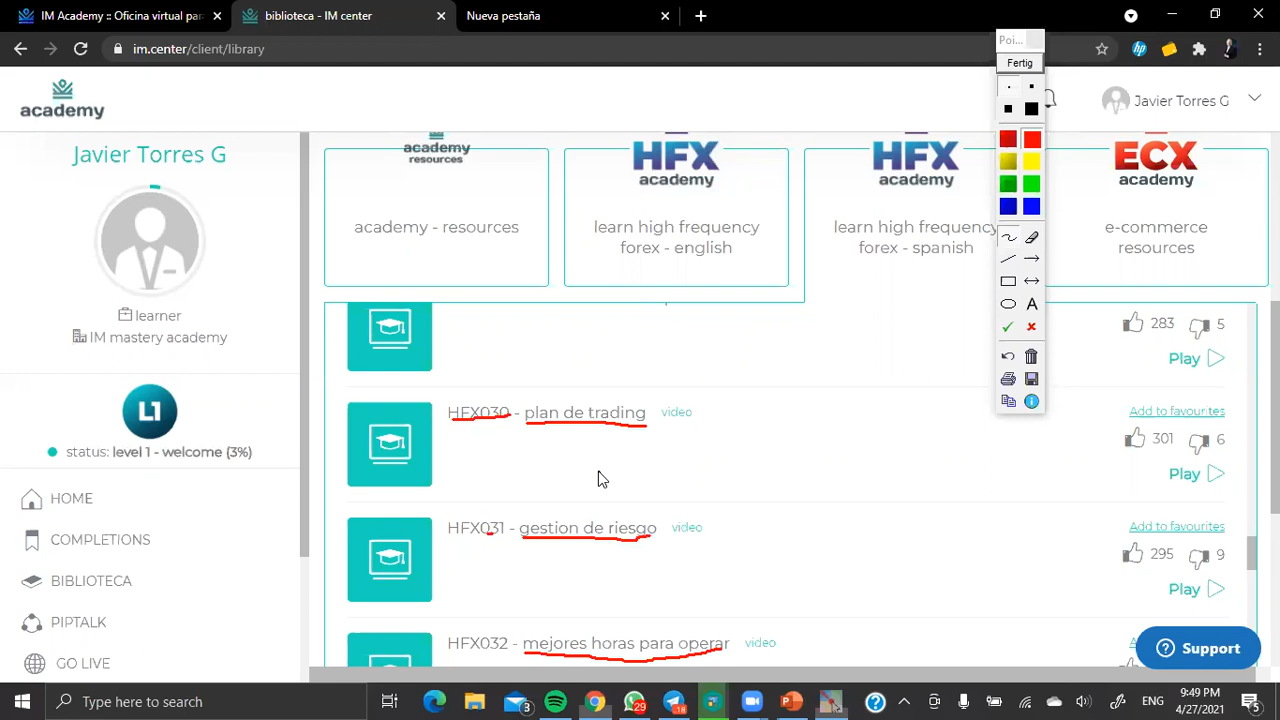 IM Academy :: Oficina virtual par
biblioteca - IM center
Nueva pestaña
im.center/client/library
Poi...
Fertig
academy
Javier Torres G
Javier Torres G
learner
IM mastery academy
L1
status: level 1 - welcome (3%)
HOME
COMPLETIONS
BIBLIOTECA
PIPTALK
GO LIVE
academy
resources
academy - resources
HFX
academy
learn high frequency
forex - english
HFX
academy
learn high frequency
forex - spanish
ECX
academy
e-commerce
resources
283 5
Play
HFX030 - plan de trading video
Add to favourites
301 6
Play
HFX031 - gestion de riesgo video
Add to favourites
295 9
Play
HFX032 - mejores horas para operar video
Support
A
Type here to search
3
29
18
ENG
9:49 PM
4/27/2021
5